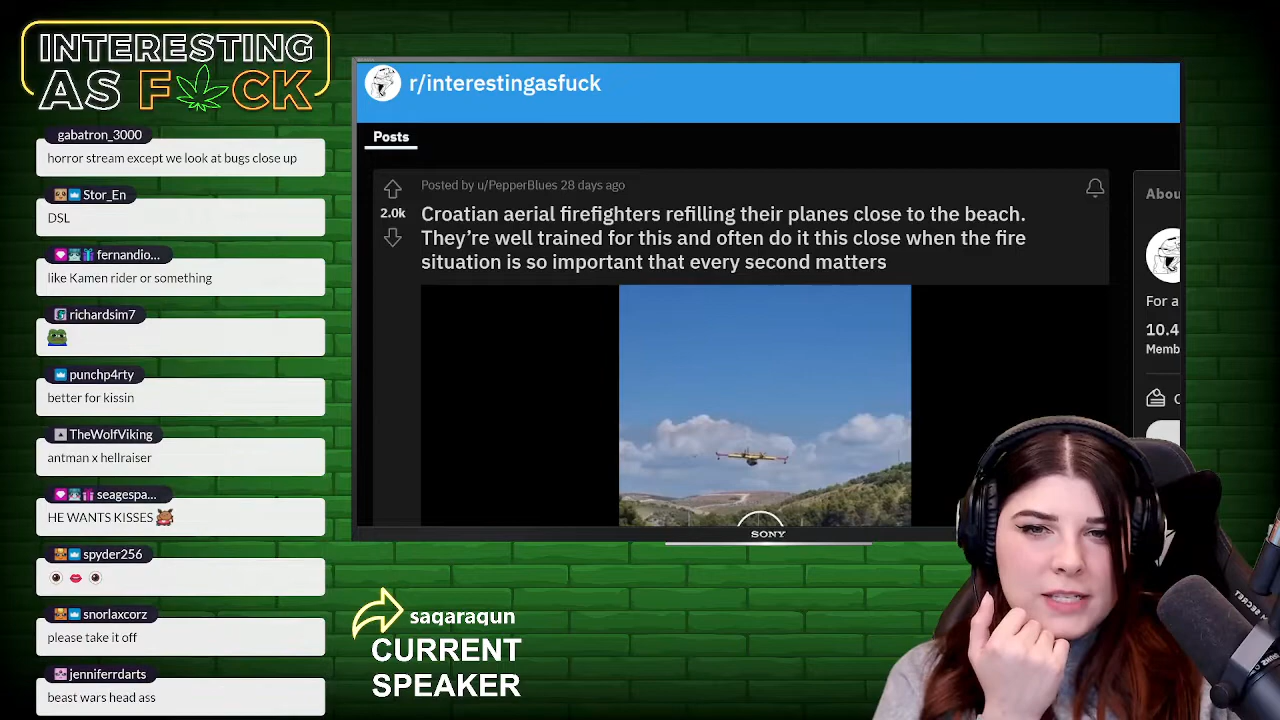 INTERESTING
AS F CK
gabatron_3000
horror stream except we look at bugs close up
Stor_En
DSL
fernandio...
like Kamen rider or something
richardsim7
punchp4rty
better for kissin
TheWolfViking
antman x hellraiser
seagespa...
HE WANTS KISSES
spyder256
snorlaxcorz
please take it off
jenniferrdarts
beast wars head ass
r/interestingasfuck
Posts
Posted by u/PepperBlues 28 days ago
2.0k
Croatian aerial firefighters refilling their planes close to the beach.
They're well trained for this and often do it this close when the fire
situation is so important that every second matters
Abou
For a
10.4
Memb
SONY
saqaraqun
CURRENT
SPEAKER